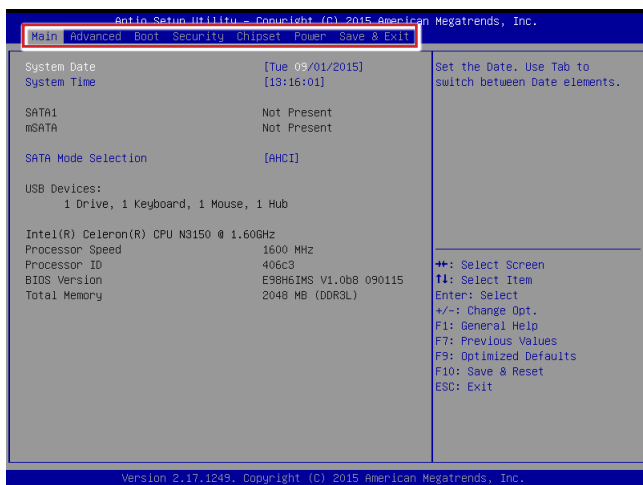 Aptio Setup Utility – Copyright (C) 2015 American Megatrends, Inc.
Main Advanced Boot Security Chipset Power Save & Exit
System Date [Tue 09/01/2015] Set the Date. Use Tab to
System Time [13:16:01] switch between Date elements.
SATA1 Not Present
mSATA Not Present
SATA Mode Selection [AHCI]
USB Devices:
1 Drive, 1 Keyboard, 1 Mouse, 1 Hub
Intel(R) Celeron(R) CPU N3150 @ 1.60GHz
Processor Speed 1600 MHz
Processor ID 406c3
BIOS Version E98H6IMS V1.0b8 090115
Total Memory 2048 MB (DDR3L)
→←: Select Screen
↑↓: Select Item
Enter: Select
+/-: Change Opt.
F1: General Help
F7: Previous Values
F9: Optimized Defaults
F10: Save & Reset
ESC: Exit
Version 2.17.1249. Copyright (C) 2015 American Megatrends, Inc.